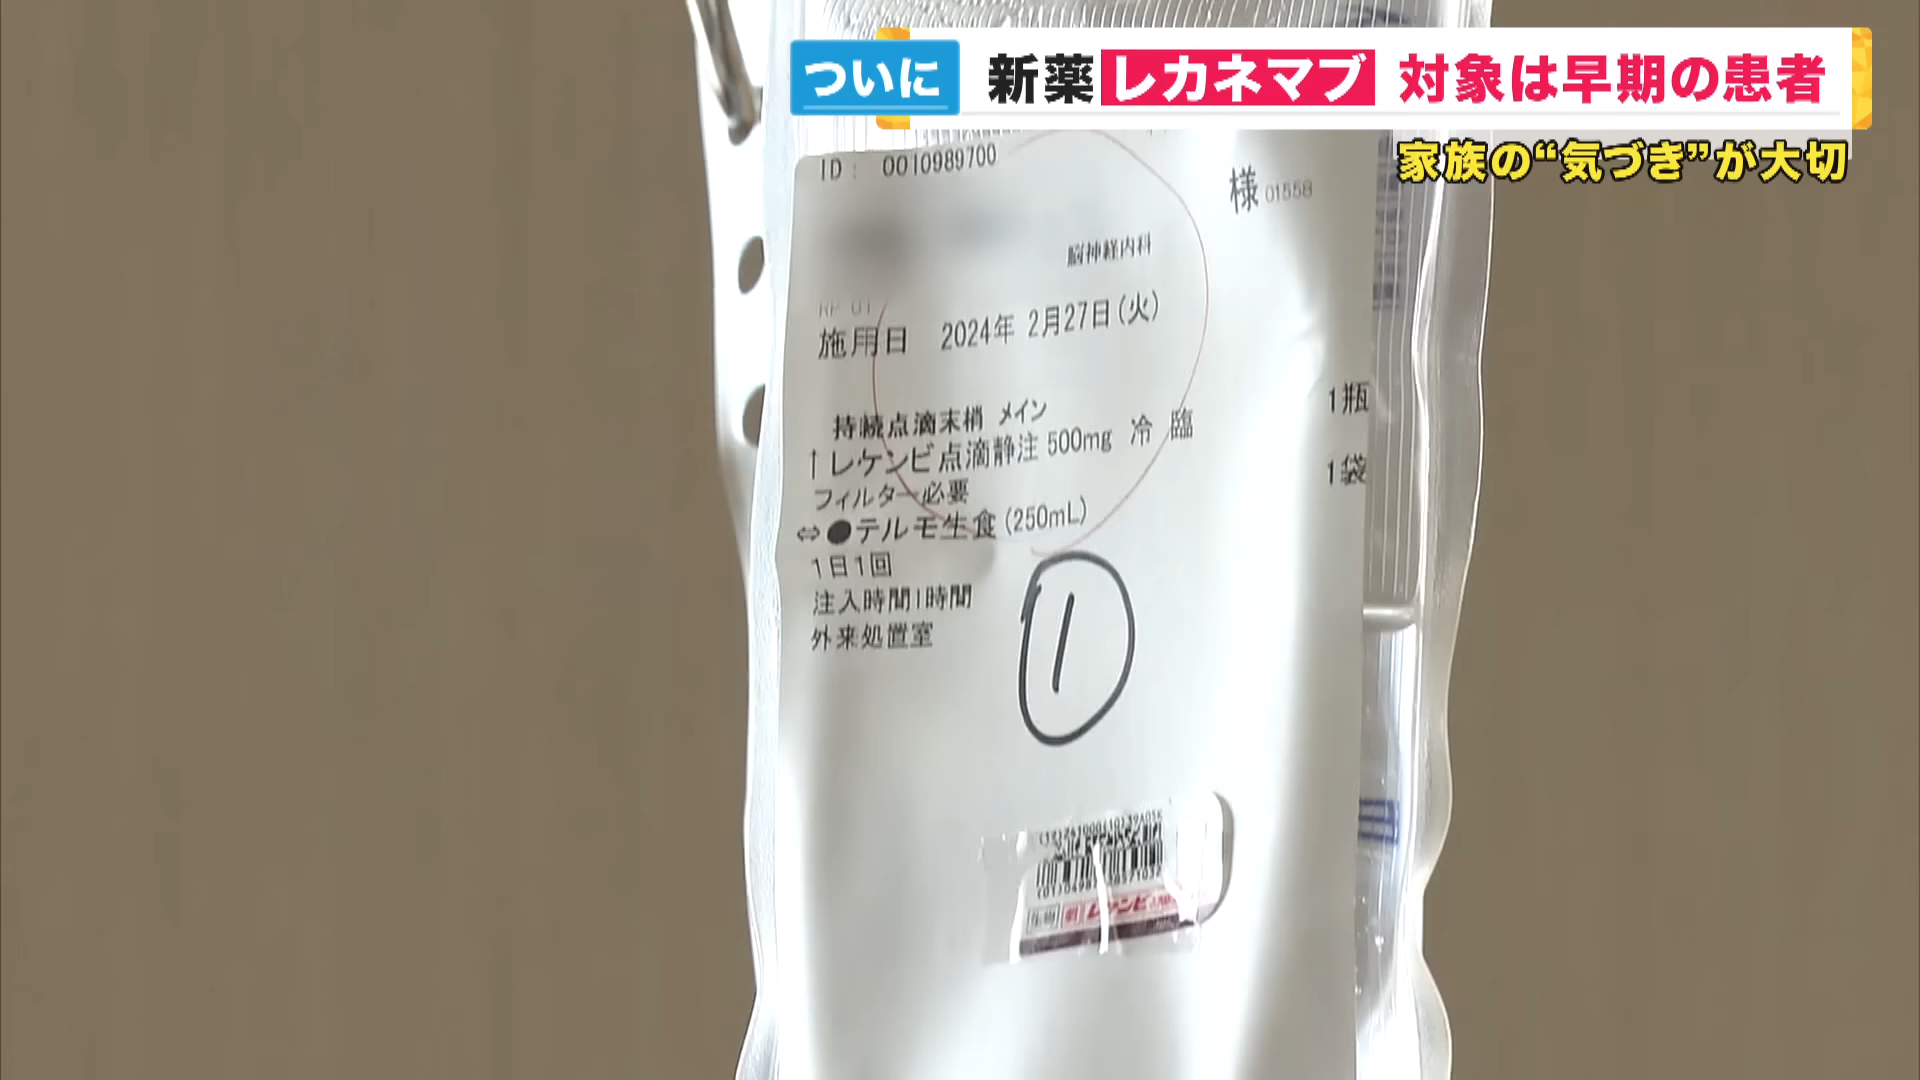 ついに 新薬 レカネマブ 対象は早期の患者
家族の“気づき”が大切
ID: 0010989700
様 01558
脳神経内科
施用日 2024年 2月27日(火)
持続点滴末梢 メイン
↑レケンビ点滴静注 500mg 冷 臨 1瓶
フィルター必要
⇔●テルモ生食(250mL) 1袋
1日1回
注入時間1時間
外来処置室
①
レケンビ